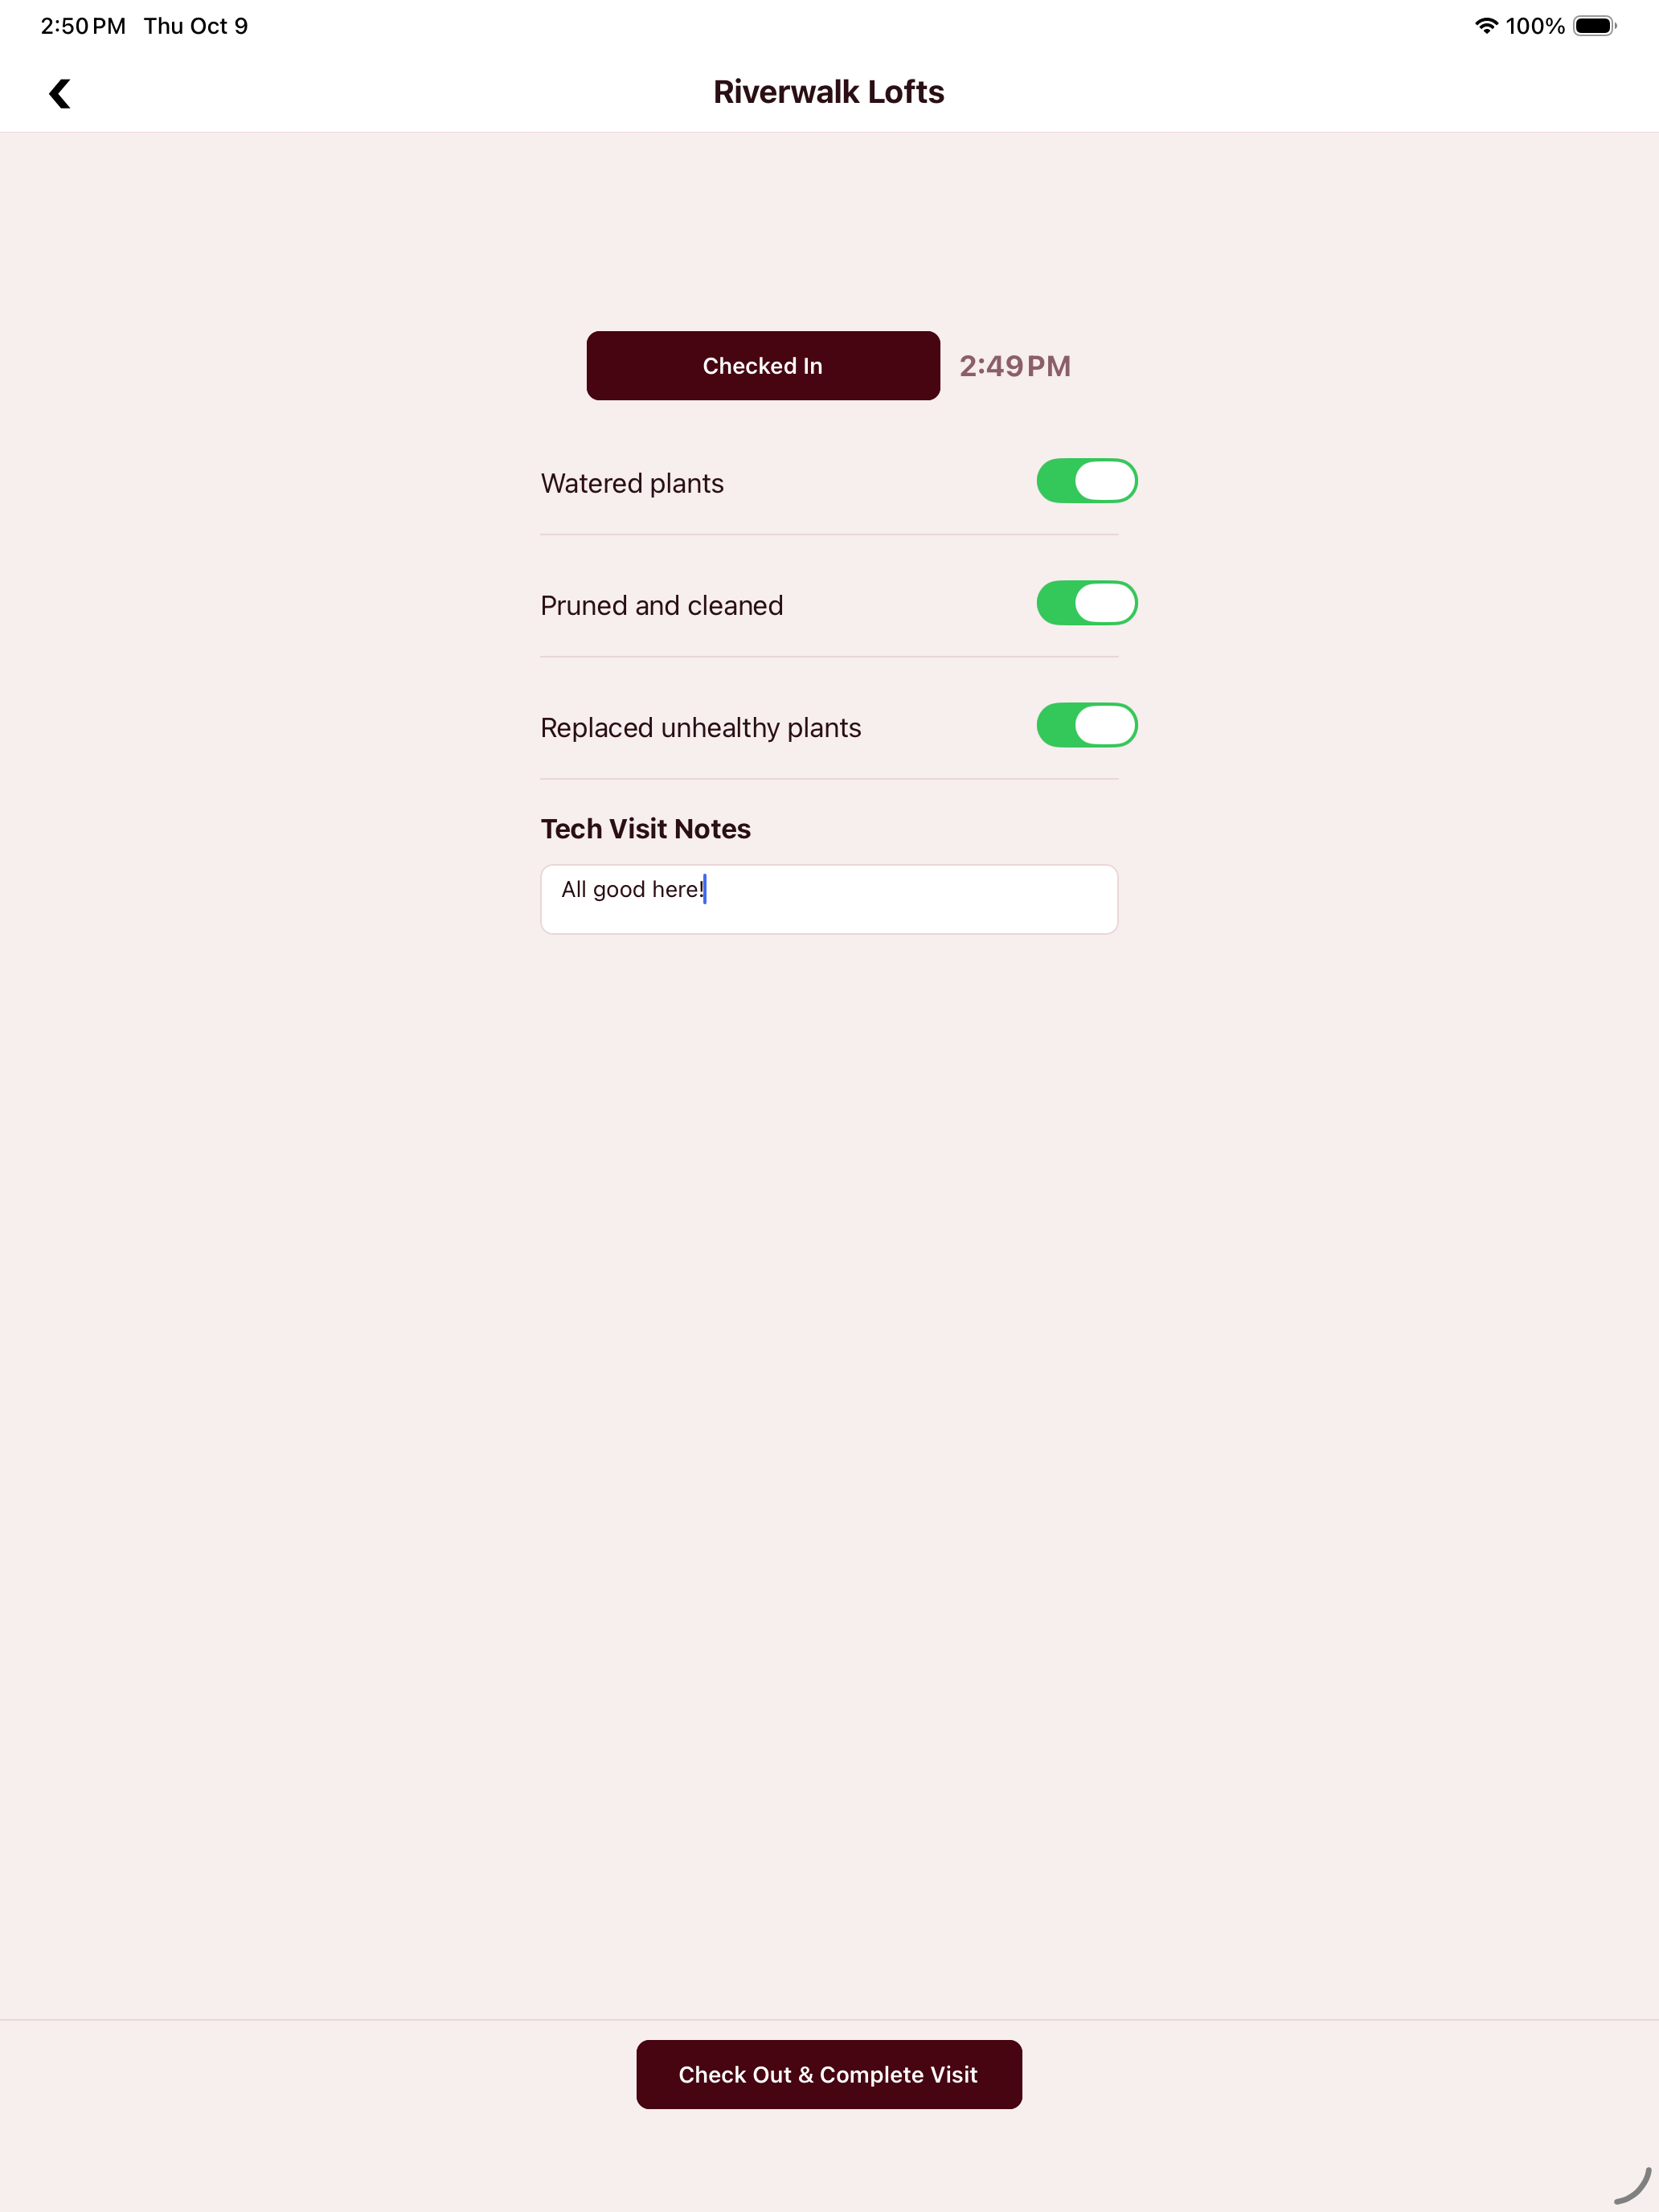 2:50 PM Thu Oct 9 100%
Riverwalk Lofts
Checked In 2:49 PM
Watered plants
Pruned and cleaned
Replaced unhealthy plants
Tech Visit Notes
All good here!
Check Out & Complete Visit